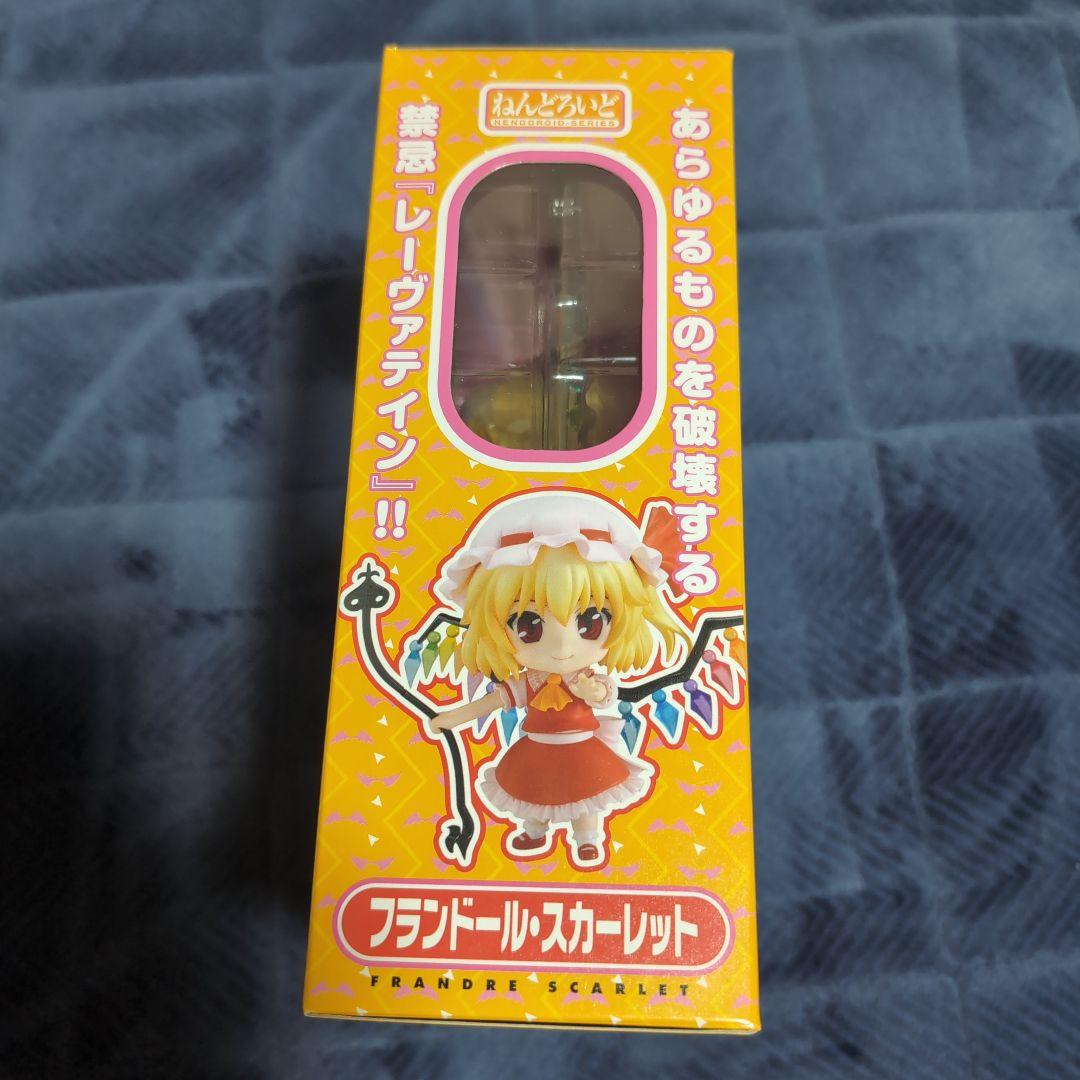 ねんどろいど
NENDOROID SERIES
あらゆるものを破壊する
禁忌『レーヴァテイン』!!
フランドール・スカーレット
FRANDRE SCARLET